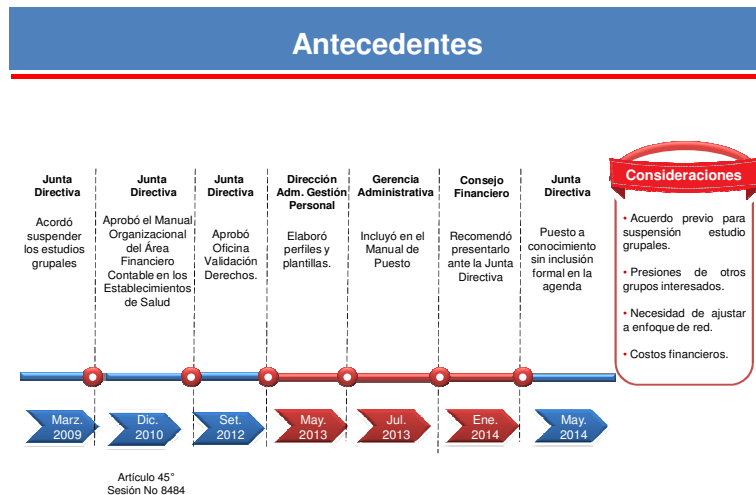 Antecedentes
Junta
Directiva
Acordó
suspender
los estudios
grupales
Junta
Directiva
Aprobó el Manual
Organizacional
del Área
Financiero
Contable en los
Establecimientos
de Salud
Junta
Directiva
Aprobó
Oficina
Validación
Derechos.
Dirección
Adm. Gestión
Personal
Elaboró
perfiles y
plantillas.
Gerencia
Administrativa
Incluyó en el
Manual de
Puesto
Consejo
Financiero
Recomendó
presentarlo
ante la Junta
Directiva
Junta
Directiva
Puesto a
conocimiento
sin inclusión
formal en la
agenda
Consideraciones
• Acuerdo previo para
suspensión estudio
grupales.
• Presiones de otros
grupos interesados.
• Necesidad de ajustar
a enfoque de red.
• Costos financieros.
Marz.
2009
Dic.
2010
Set.
2012
May.
2013
Jul.
2013
Ene.
2014
May.
2014
Artículo 45°
Sesión No 8484